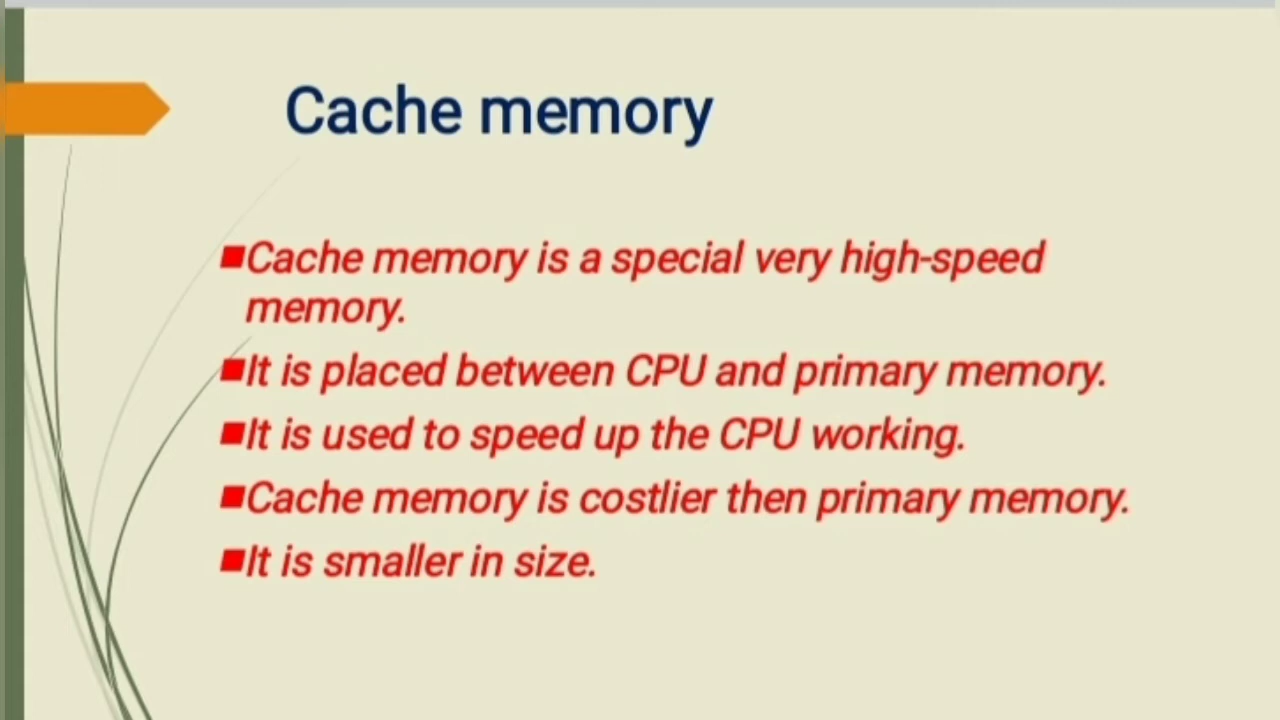 Cache memory
■Cache memory is a special very high-speed
memory.
■It is placed between CPU and primary memory.
■It is used to speed up the CPU working.
■Cache memory is costlier then primary memory.
■It is smaller in size.